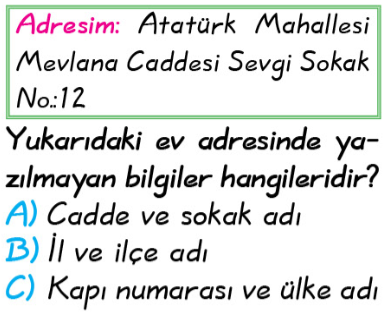 Adresim: Atatürk Mahallesi
Mevlana Caddesi Sevgi Sokak
No.:12
Yukarıdaki ev adresinde ya-
zılmayan bilgiler hangileridir?
A) Cadde ve sokak adı
B) İl ve ilçe adı
C) Kapı numarası ve ülke adı